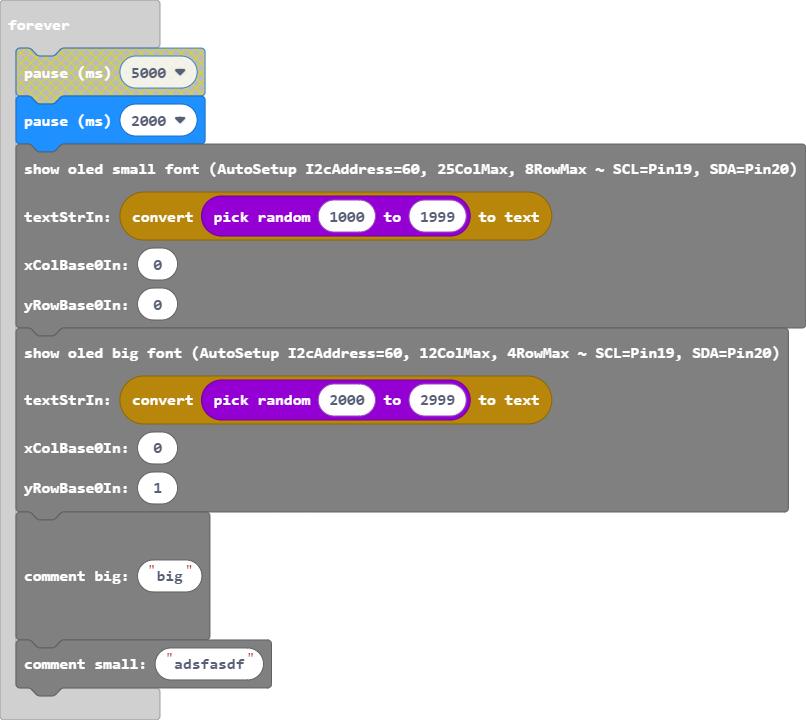 forever
pause (ms) 5000
pause (ms) 2000
show oled small font (AutoSetup I2cAddress=60, 25ColMax, 8RowMax ~ SCL=Pin19, SDA=Pin20)
textStrIn: convert pick random 1000 to 1999 to text
xColBase0In: 0
yRowBase0In: 0
show oled big font (AutoSetup I2cAddress=60, 12ColMax, 4RowMax ~ SCL=Pin19, SDA=Pin20)
textStrIn: convert pick random 2000 to 2999 to text
xColBase0In: 0
yRowBase0In: 1
comment big: "big"
comment small: "adsfasdf"